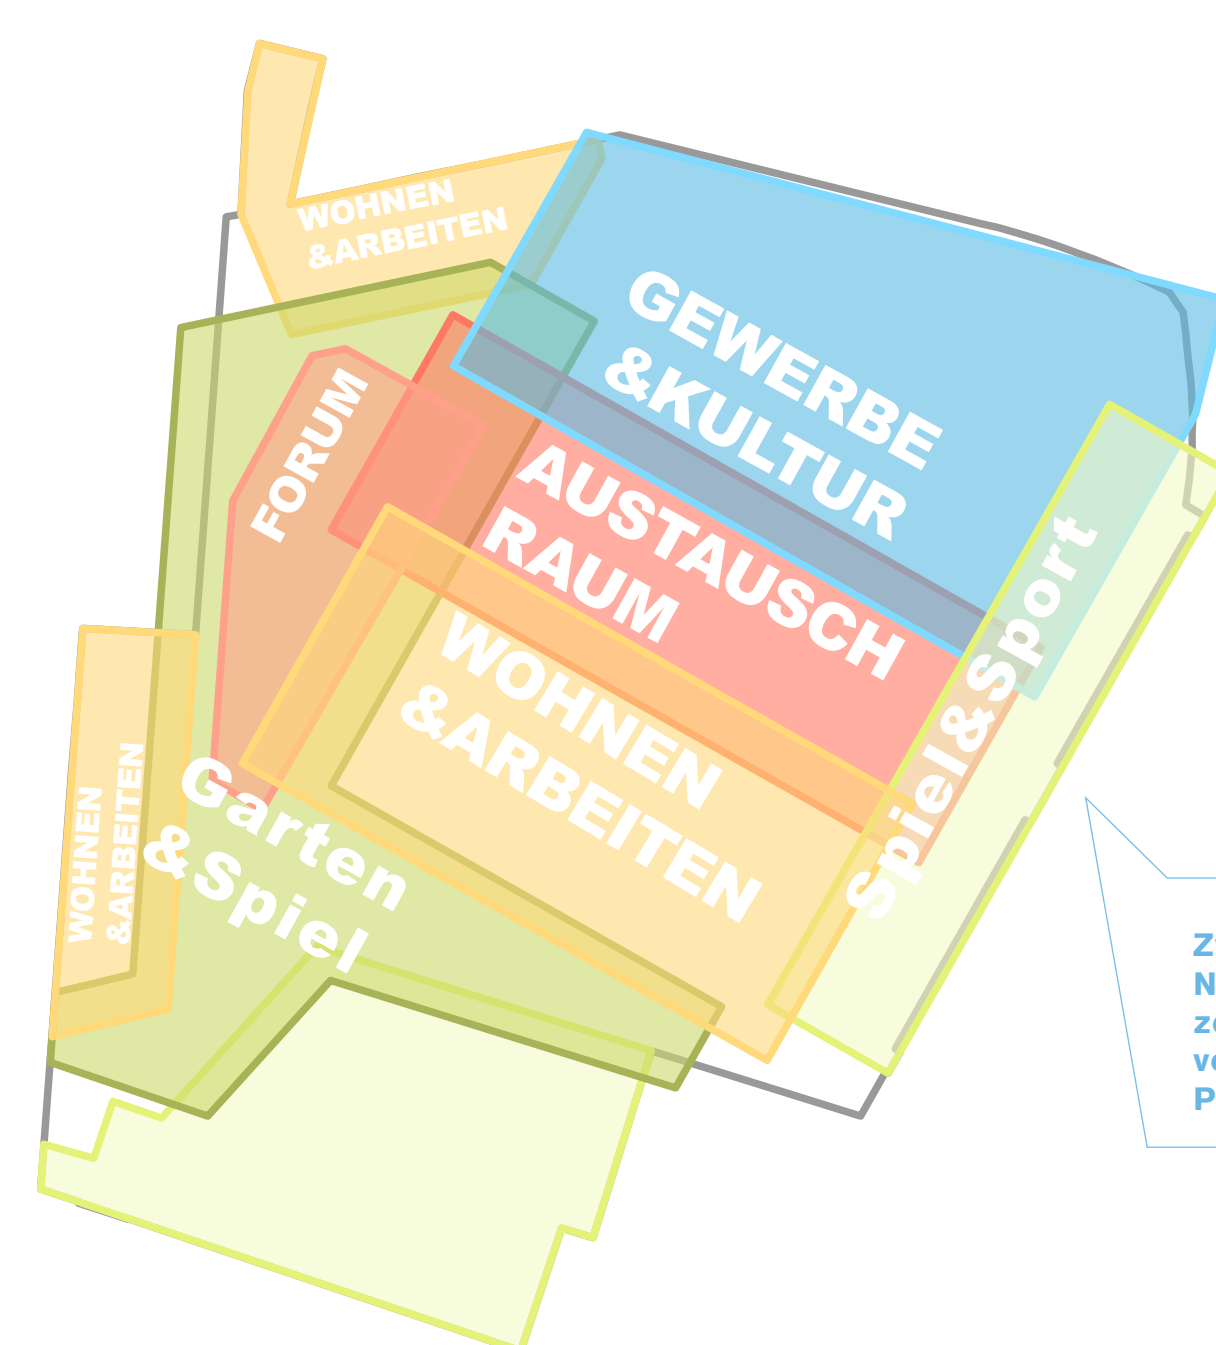 WOHNEN
&ARBEITEN
GEWERBE
&KULTUR
FORUM
AUSTAUSCH
RAUM
Spiel&Sport
WOHNEN
&ARBEITEN
WOHNEN
&ARBEITEN
Garten
&Spiel